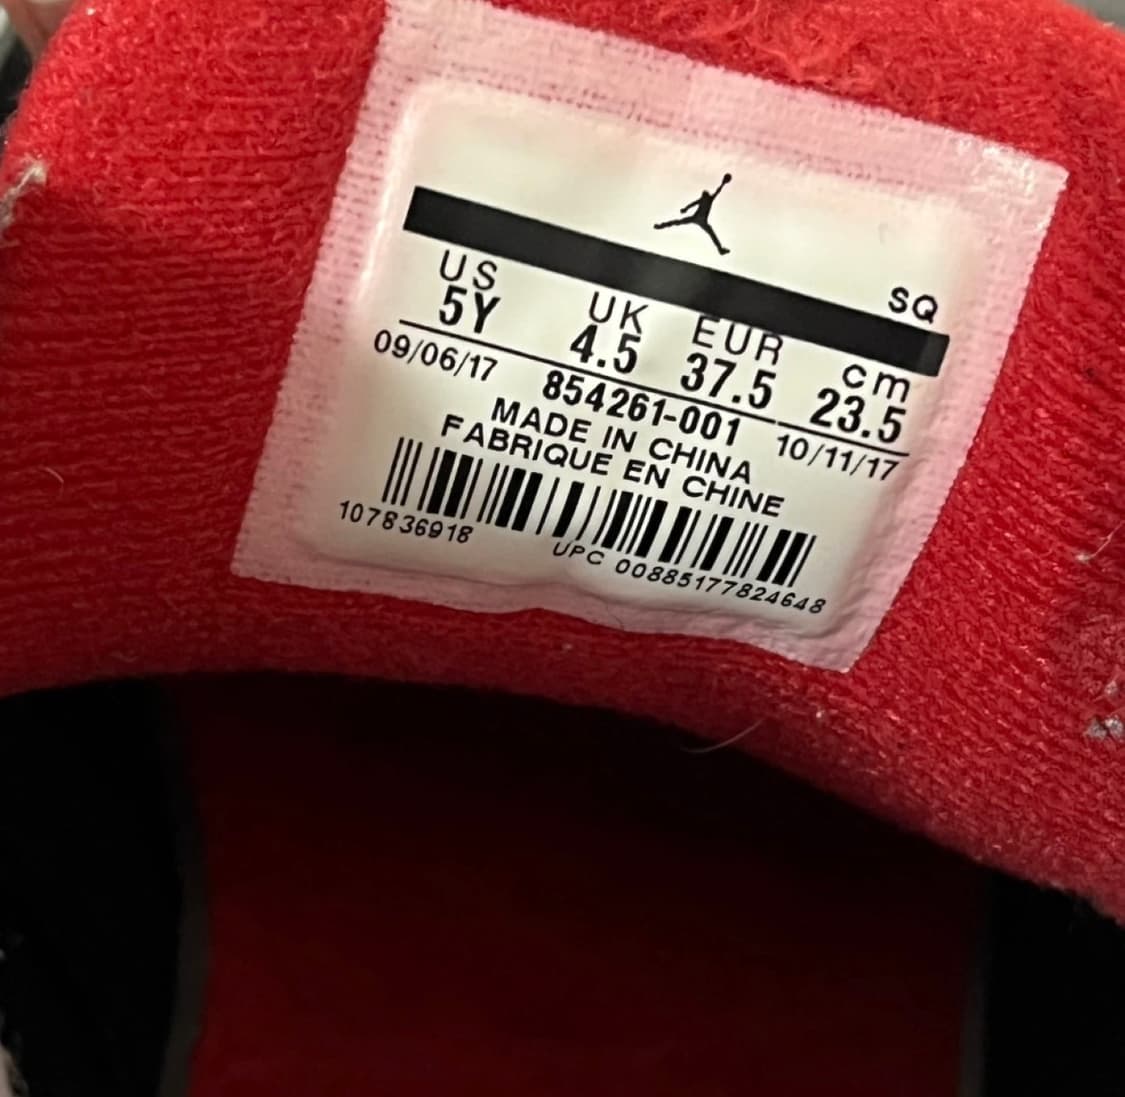 SQ
US UK EUR cm
5Y 4.5 37.5 23.5
09/06/17 854261-001 10/11/17
MADE IN CHINA
FABRIQUE EN CHINE
107836918 UPC 00885177824648